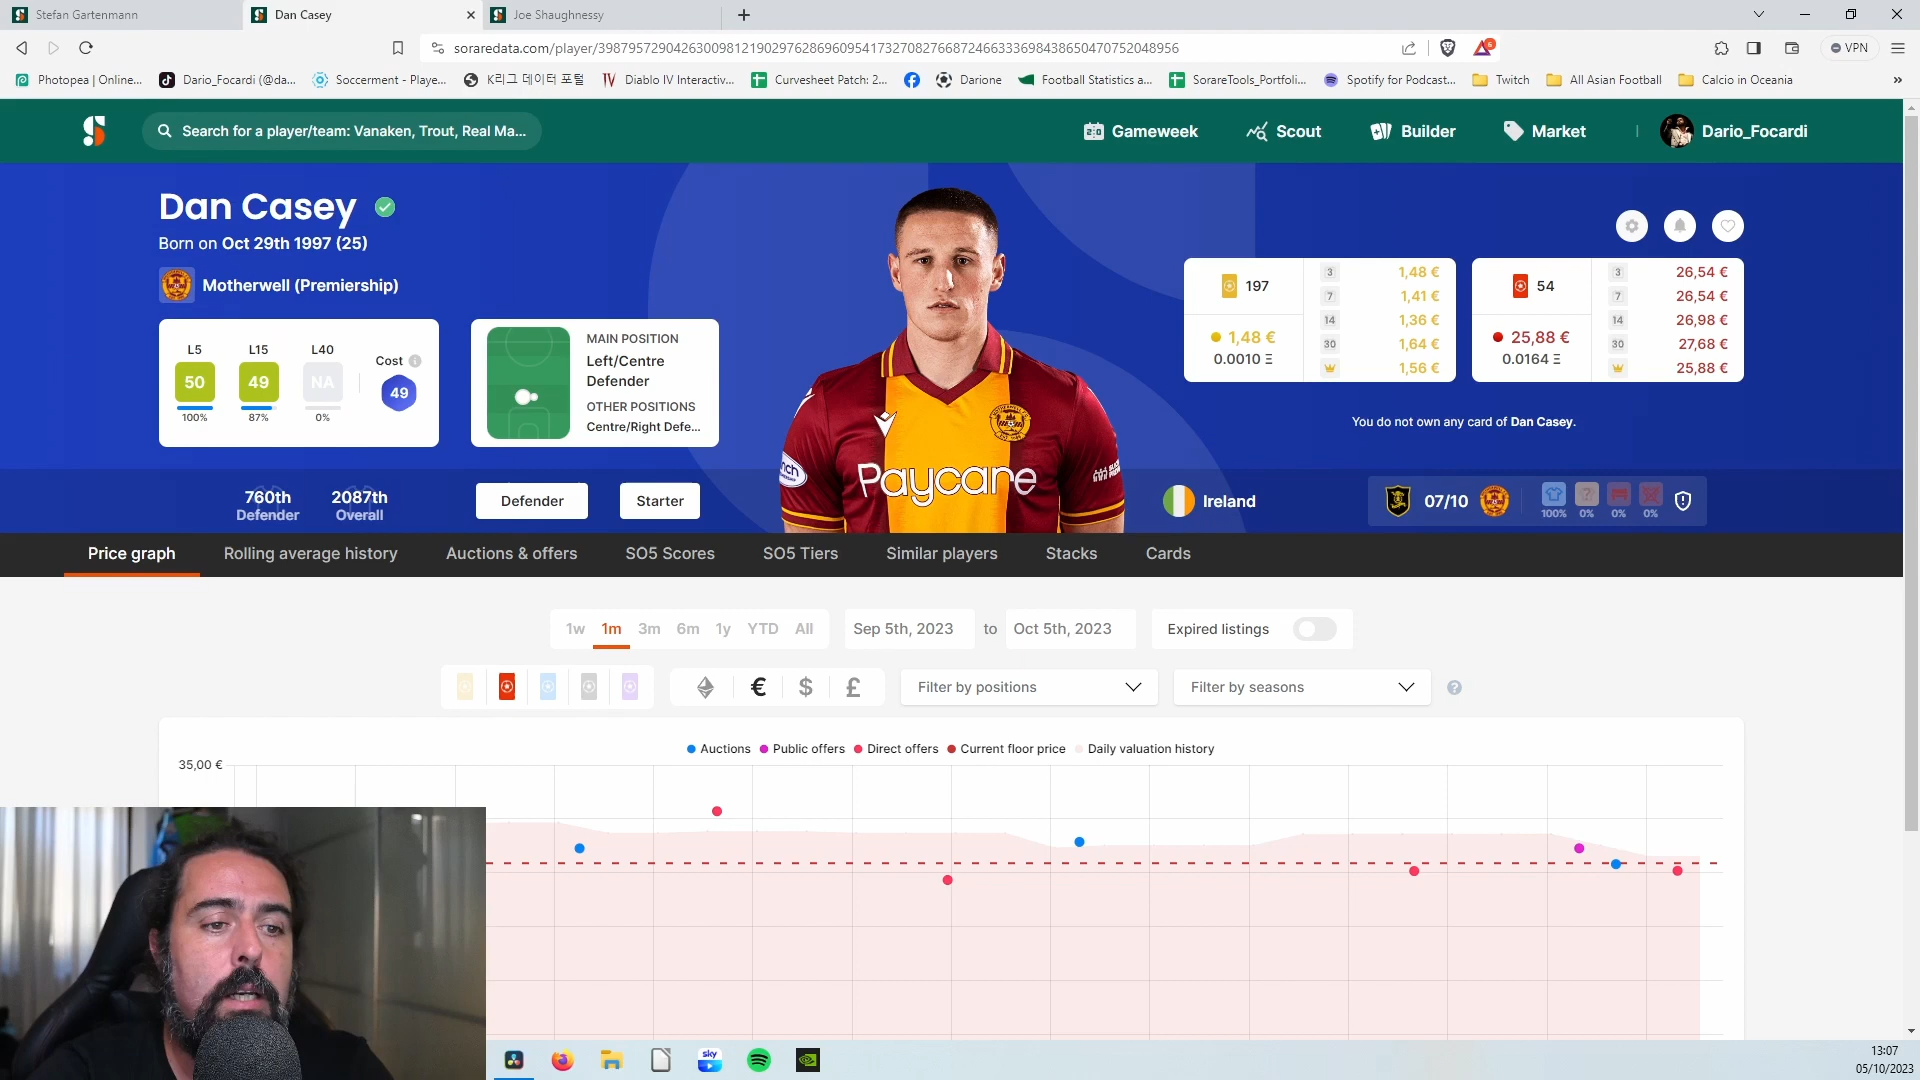 Stefan Gartenmann
Dan Casey
Joe Shaughnessy
soraredata.com/player/39879572904263009812190297628696095417327082766872466333698438650470752048956
VPN
Photopea | Online...
Dario_Focardi (@da...
Soccerment - Playe...
K리그 데이터 포털
Diablo IV Interactiv...
Curvesheet Patch: 2...
Darione
Football Statistics a...
SorareTools_Portfoli...
Spotify for Podcast...
Twitch
All Asian Football
Calcio in Oceania
»
Search for a player/team: Vanaken, Trout, Real Ma...
Gameweek
Scout
Builder
Market
Dario_Focardi
Dan Casey
Born on Oct 29th 1997 (25)
Motherwell (Premiership)
L5 L15 L40 Cost
50 49 NA 49
100% 87% 0%
MAIN POSITION
Left/Centre
Defender
OTHER POSITIONS
Centre/Right Defe...
197
1,48 €
0.0010 Ξ
3 1,48 €
7 1,41 €
14 1,36 €
30 1,64 €
1,56 €
54
25,88 €
0.0164 Ξ
3 26,54 €
7 26,54 €
14 26,98 €
30 27,68 €
25,88 €
You do not own any card of Dan Casey.
Paycare
760th
Defender
2087th
Overall
Defender
Starter
Ireland
07/10
100% 0% 0% 0%
Price graph
Rolling average history
Auctions & offers
SO5 Scores
SO5 Tiers
Similar players
Stacks
Cards
1w 1m 3m 6m 1y YTD All
Sep 5th, 2023 to Oct 5th, 2023
Expired listings
€ $ £
Filter by positions
Filter by seasons
?
Auctions Public offers Direct offers Current floor price Daily valuation history
35,00 €
sky
13:07
05/10/2023